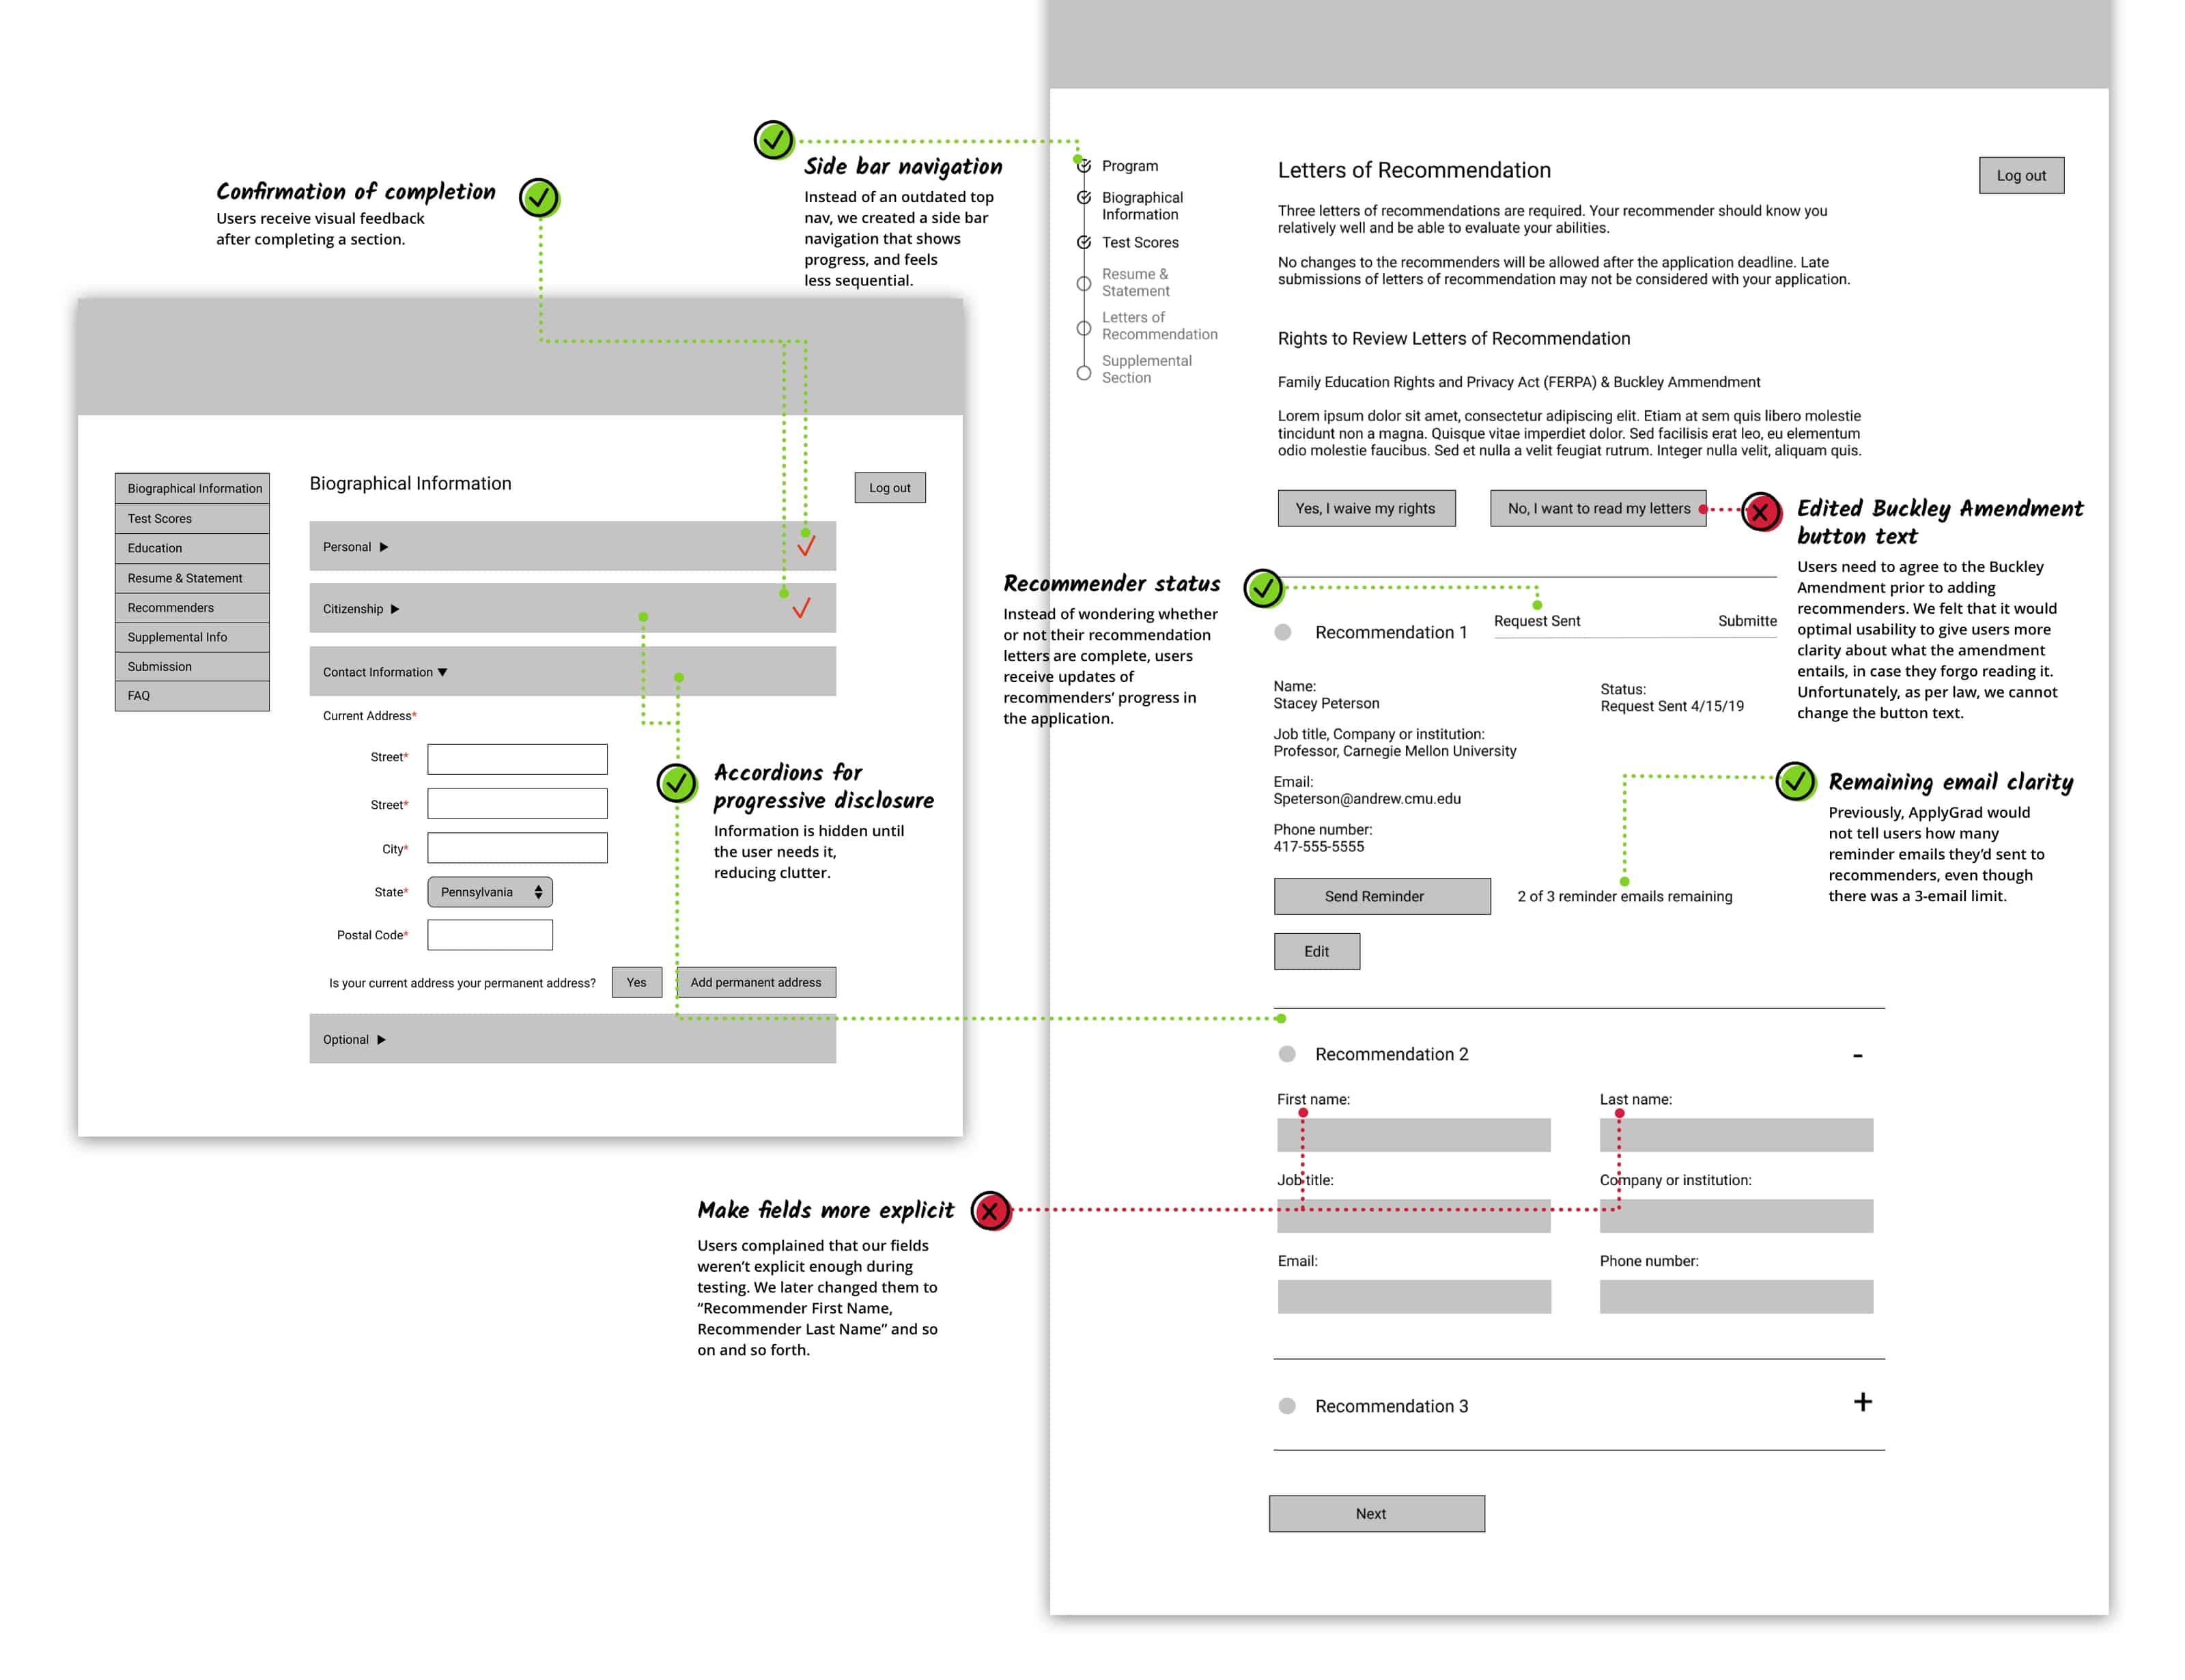 Confirmation of completion
Users receive visual feedback
after completing a section.
Side bar navigation
Instead of an outdated top
nav, we created a side bar
navigation that shows
progress, and feels
less sequential.
Biographical Information
Test Scores
Education
Resume & Statement
Recommenders
Supplemental Info
Submission
FAQ
Biographical Information
Log out
Personal
Citizenship
Contact Information
Current Address*
Street*
Street*
City*
State*
Pennsylvania
Postal Code*
Is your current address your permanent address?
Yes
Add permanent address
Optional
Accordions for
progressive disclosure
Information is hidden until
the user needs it,
reducing clutter.
Program
Biographical
Information
Test Scores
Resume &
Statement
Letters of
Recommendation
Supplemental
Section
Letters of Recommendation
Log out
Three letters of recommendations are required. Your recommender should know you
relatively well and be able to evaluate your abilities.
No changes to the recommenders will be allowed after the application deadline. Late
submissions of letters of recommendation may not be considered with your application.
Rights to Review Letters of Recommendation
Family Education Rights and Privacy Act (FERPA) & Buckley Ammendment
Lorem ipsum dolor sit amet, consectetur adipiscing elit. Etiam at sem quis libero molestie
tincidunt non a magna. Quisque vitae imperdiet dolor. Sed facilisis erat leo, eu elementum
odio molestie faucibus. Sed et nulla a velit feugiat rutrum. Integer nulla velit, aliquam quis.
Yes, I waive my rights
No, I want to read my letters
Edited Buckley Amendment
button text
Users need to agree to the Buckley
Amendment prior to adding
recommenders. We felt that it would
optimal usability to give users more
clarity about what the amendment
entails, in case they forgo reading it.
Unfortunately, as per law, we cannot
change the button text.
Recommender status
Instead of wondering whether
or not their recommendation
letters are complete, users
receive updates of
recommenders' progress in
the application.
Recommendation 1
Request Sent
Submitte
Name:
Stacey Peterson
Status:
Request Sent 4/15/19
Job title, Company or institution:
Professor, Carnegie Mellon University
Email:
Speterson@andrew.cmu.edu
Phone number:
417-555-5555
Send Reminder
2 of 3 reminder emails remaining
Edit
Remaining email clarity
Previously, ApplyGrad would
not tell users how many
reminder emails they'd sent to
recommenders, even though
there was a 3-email limit.
Recommendation 2
-
First name:
Last name:
Job title:
Company or institution:
Email:
Phone number:
Make fields more explicit
Users complained that our fields
weren't explicit enough during
testing. We later changed them to
"Recommender First Name,
Recommender Last Name" and so
on and so forth.
Recommendation 3
+
Next